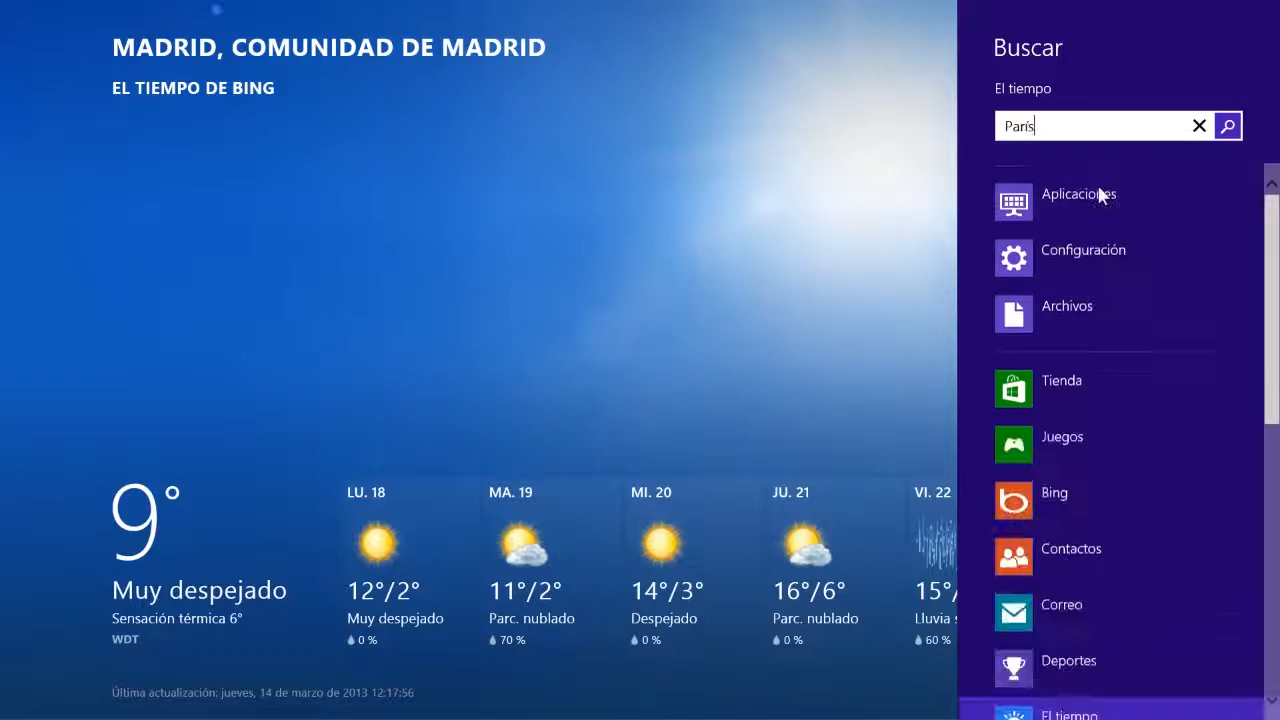 MADRID, COMUNIDAD DE MADRID
EL TIEMPO DE BING
9°
Muy despejado
Sensación térmica 6°
WDT
LU. 18
12°/2°
Muy despejado
0 %
MA. 19
11°/2°
Parc. nublado
70 %
MI. 20
14°/3°
Despejado
0 %
JU. 21
16°/6°
Parc. nublado
0 %
VI. 22
15°/
Lluvia s
60 %
Última actualización: jueves, 14 de marzo de 2013 12:17:56
Buscar
El tiempo
París
Aplicaciones
Configuración
Archivos
Tienda
Juegos
Bing
Contactos
Correo
Deportes
El tiempo